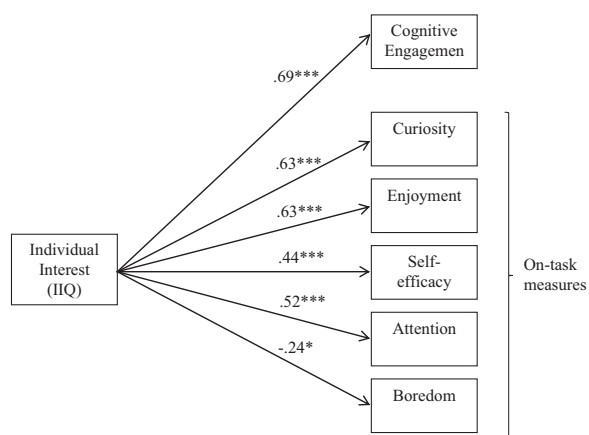 Cognitive
Engagemen
.69***
Curiosity
.63***
Enjoyment
.63***
Individual
Interest
(IIQ)
.44***
Self-
efficacy
On-task
measures
.52***
Attention
-.24*
Boredom